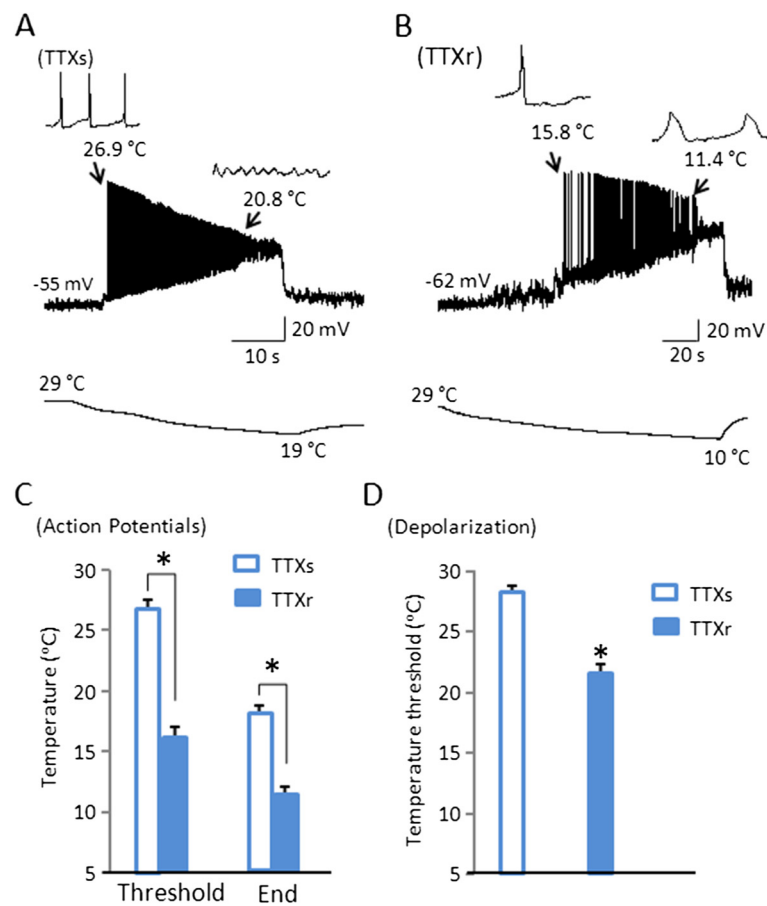 A
(TTXs)
26.9 °C
20.8 °C
-55 mV
20 mV
10 s
29 °C
19 °C
B
(TTXr)
15.8 °C
11.4 °C
-62 mV
20 mV
20 s
29 °C
10 °C
C
(Action Potentials)
TTXs
TTXr
*
*
Temperature (°C)
30
25
20
15
10
5
Threshold
End
D
(Depolarization)
TTXs
TTXr
*
Temperature threshold (°C)
30
25
20
15
10
5